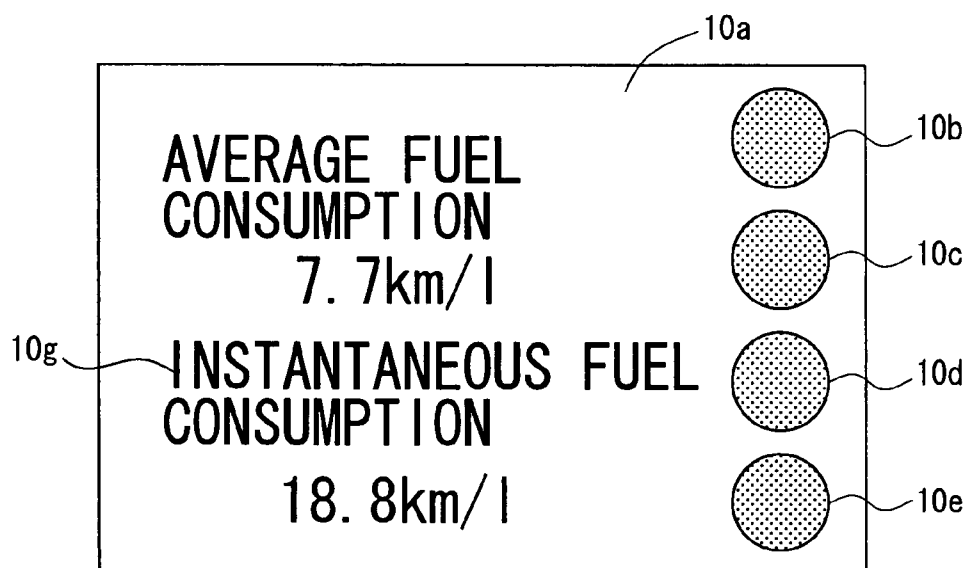 10a
10b
AVERAGE FUEL
CONSUMPTION
10c
7.7km/l
10g
INSTANTANEOUS FUEL
10d
CONSUMPTION
18.8km/l
10e